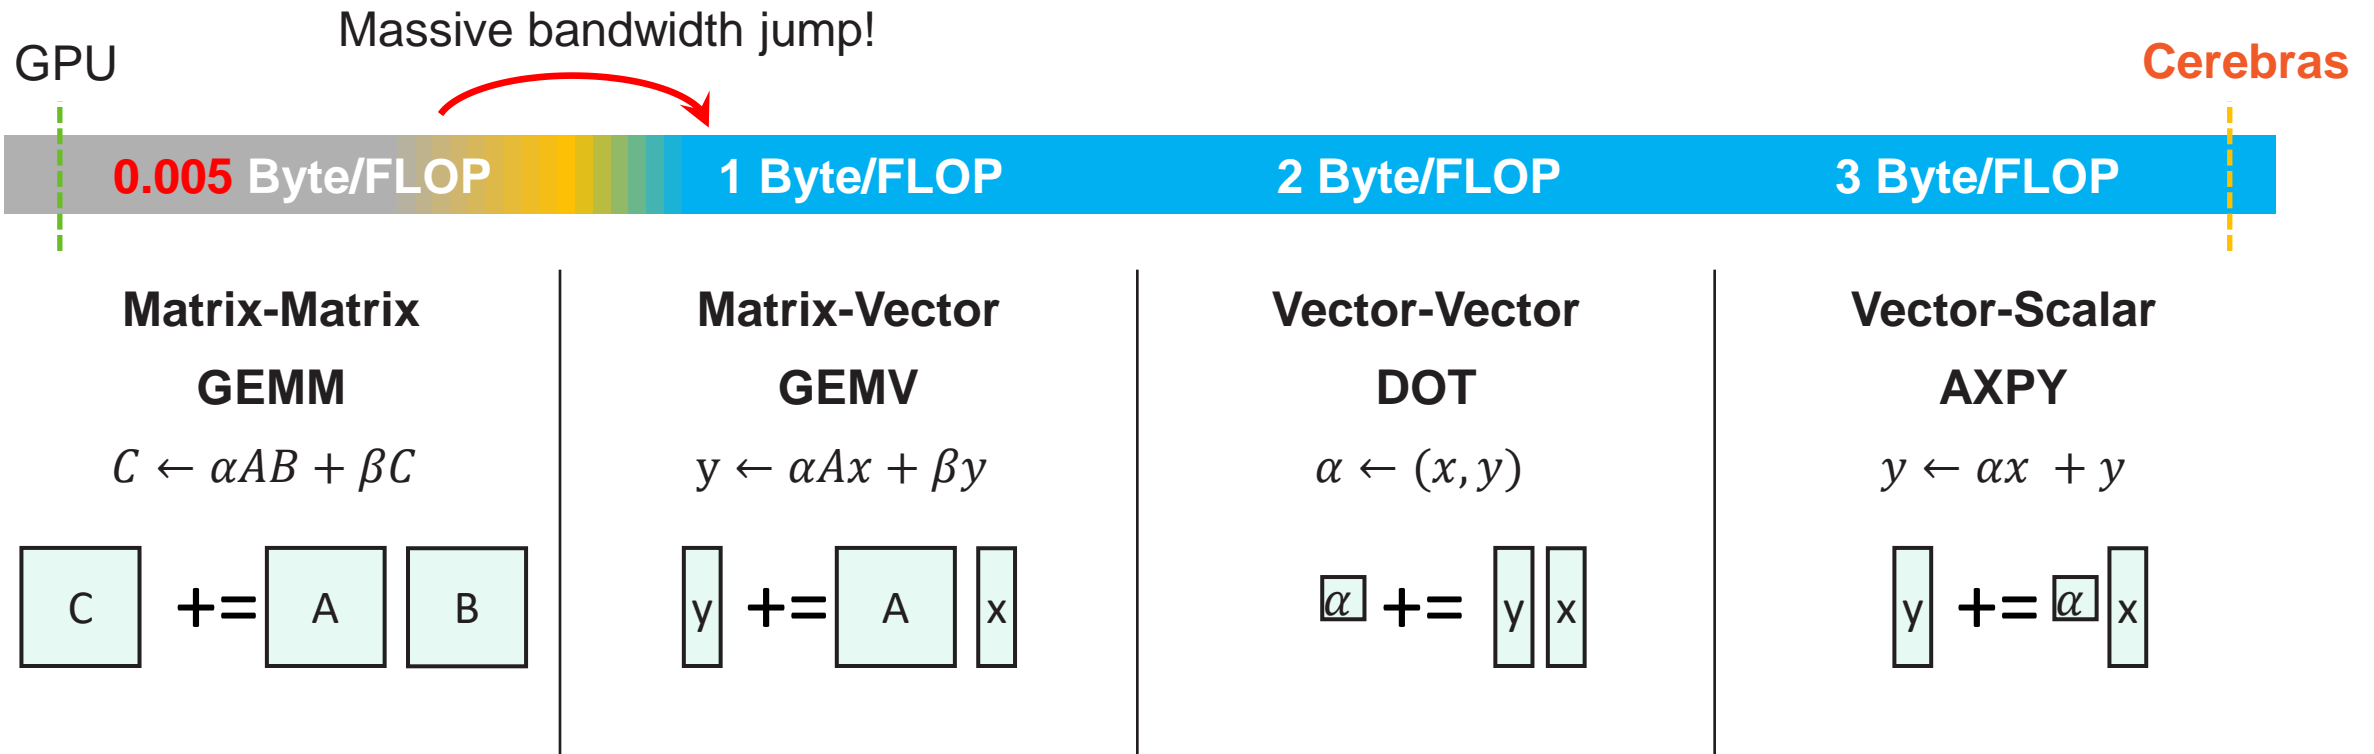 Massive bandwidth jump!
GPU
Cerebras
0.005 Byte/FLOP
1 Byte/FLOP
2 Byte/FLOP
3 Byte/FLOP
Matrix-Matrix
GEMM
C ← αAB + βC
C += A B
Matrix-Vector
GEMV
y ← αAx + βy
y += A x
Vector-Vector
DOT
α ← (x, y)
α += y x
Vector-Scalar
AXPY
y ← αx + y
y += α x